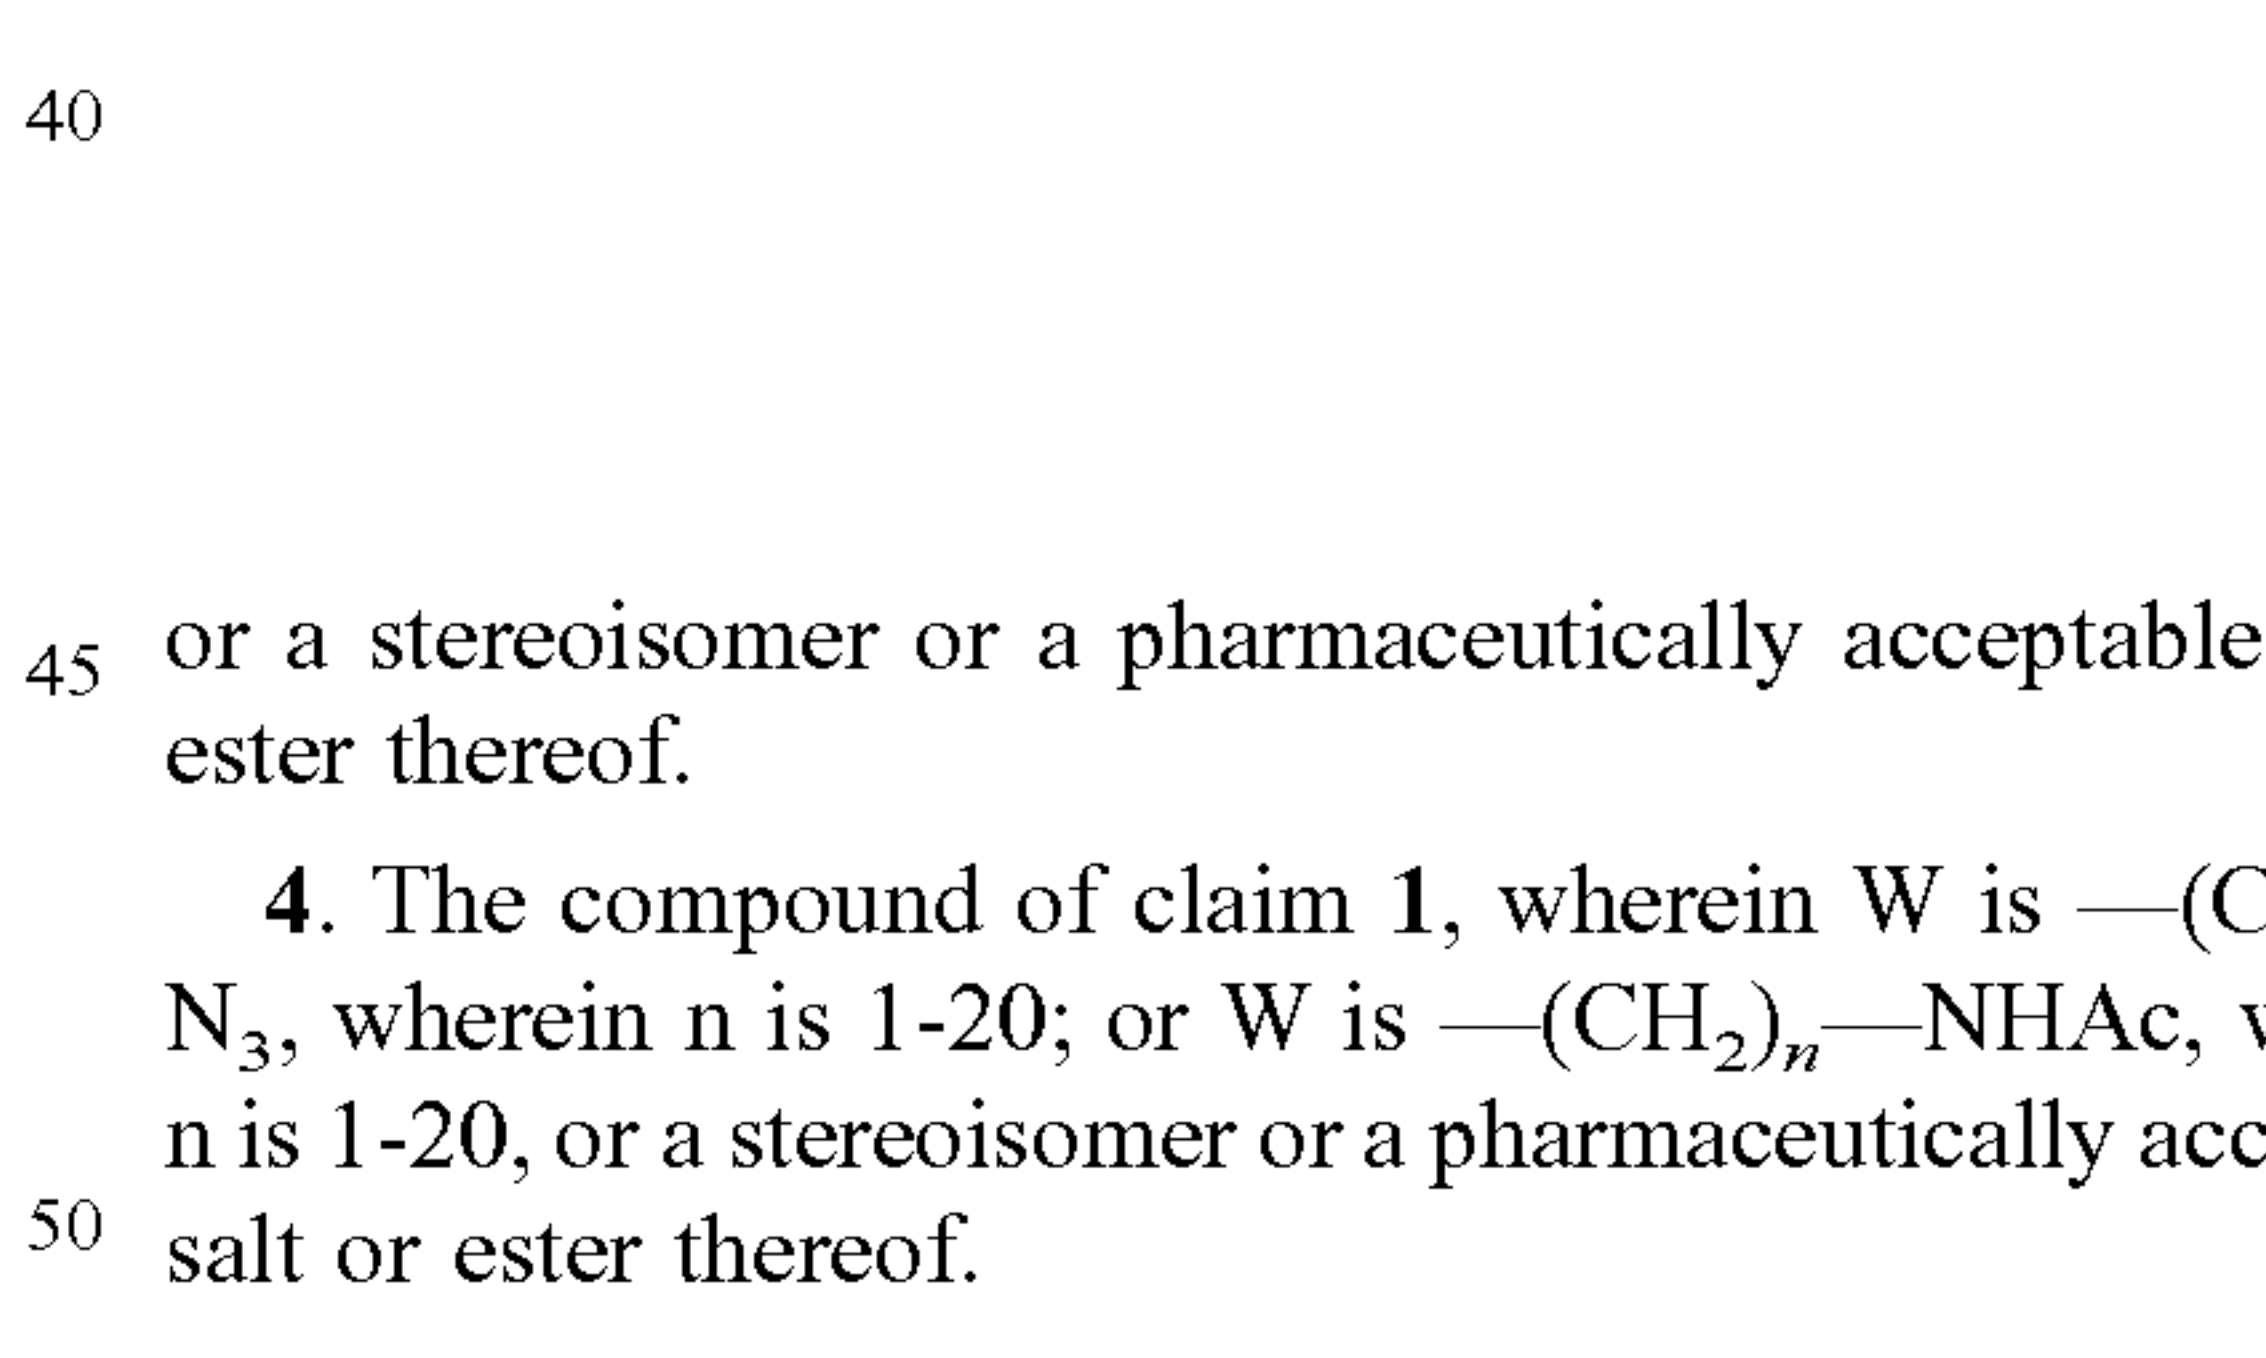 40
45 or a stereoisomer or a pharmaceutically acceptable
ester thereof.
4. The compound of claim 1, wherein W is —(C
N₃, wherein n is 1-20; or W is —(CH₂)ₙ—NHAc,
n is 1-20, or a stereoisomer or a pharmaceutically acc
50 salt or ester thereof.